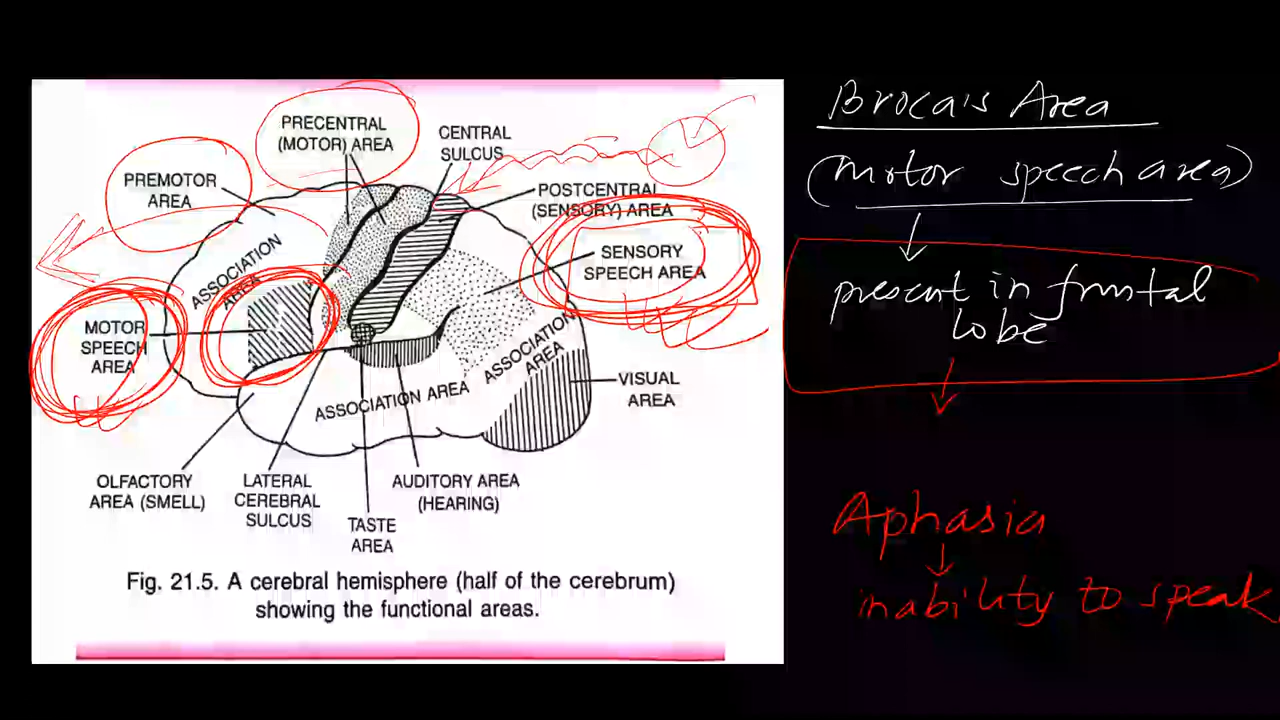 PRECENTRAL
(MOTOR) AREA
CENTRAL
SULCUS
PREMOTOR
AREA
POSTCENTRAL
(SENSORY) AREA
SENSORY
SPEECH AREA
ASSOCIATION
AREA
MOTOR
SPEECH
AREA
ASSOCIATION
AREA
ASSOCIATION AREA
VISUAL
AREA
OLFACTORY
AREA (SMELL)
LATERAL
CEREBRAL
SULCUS
TASTE
AREA
AUDITORY AREA
(HEARING)
Fig. 21.5. A cerebral hemisphere (half of the cerebrum)
showing the functional areas.
Broca's Area
(Motor speech area)
present in frontal
lobe
Aphasia
inability to speak